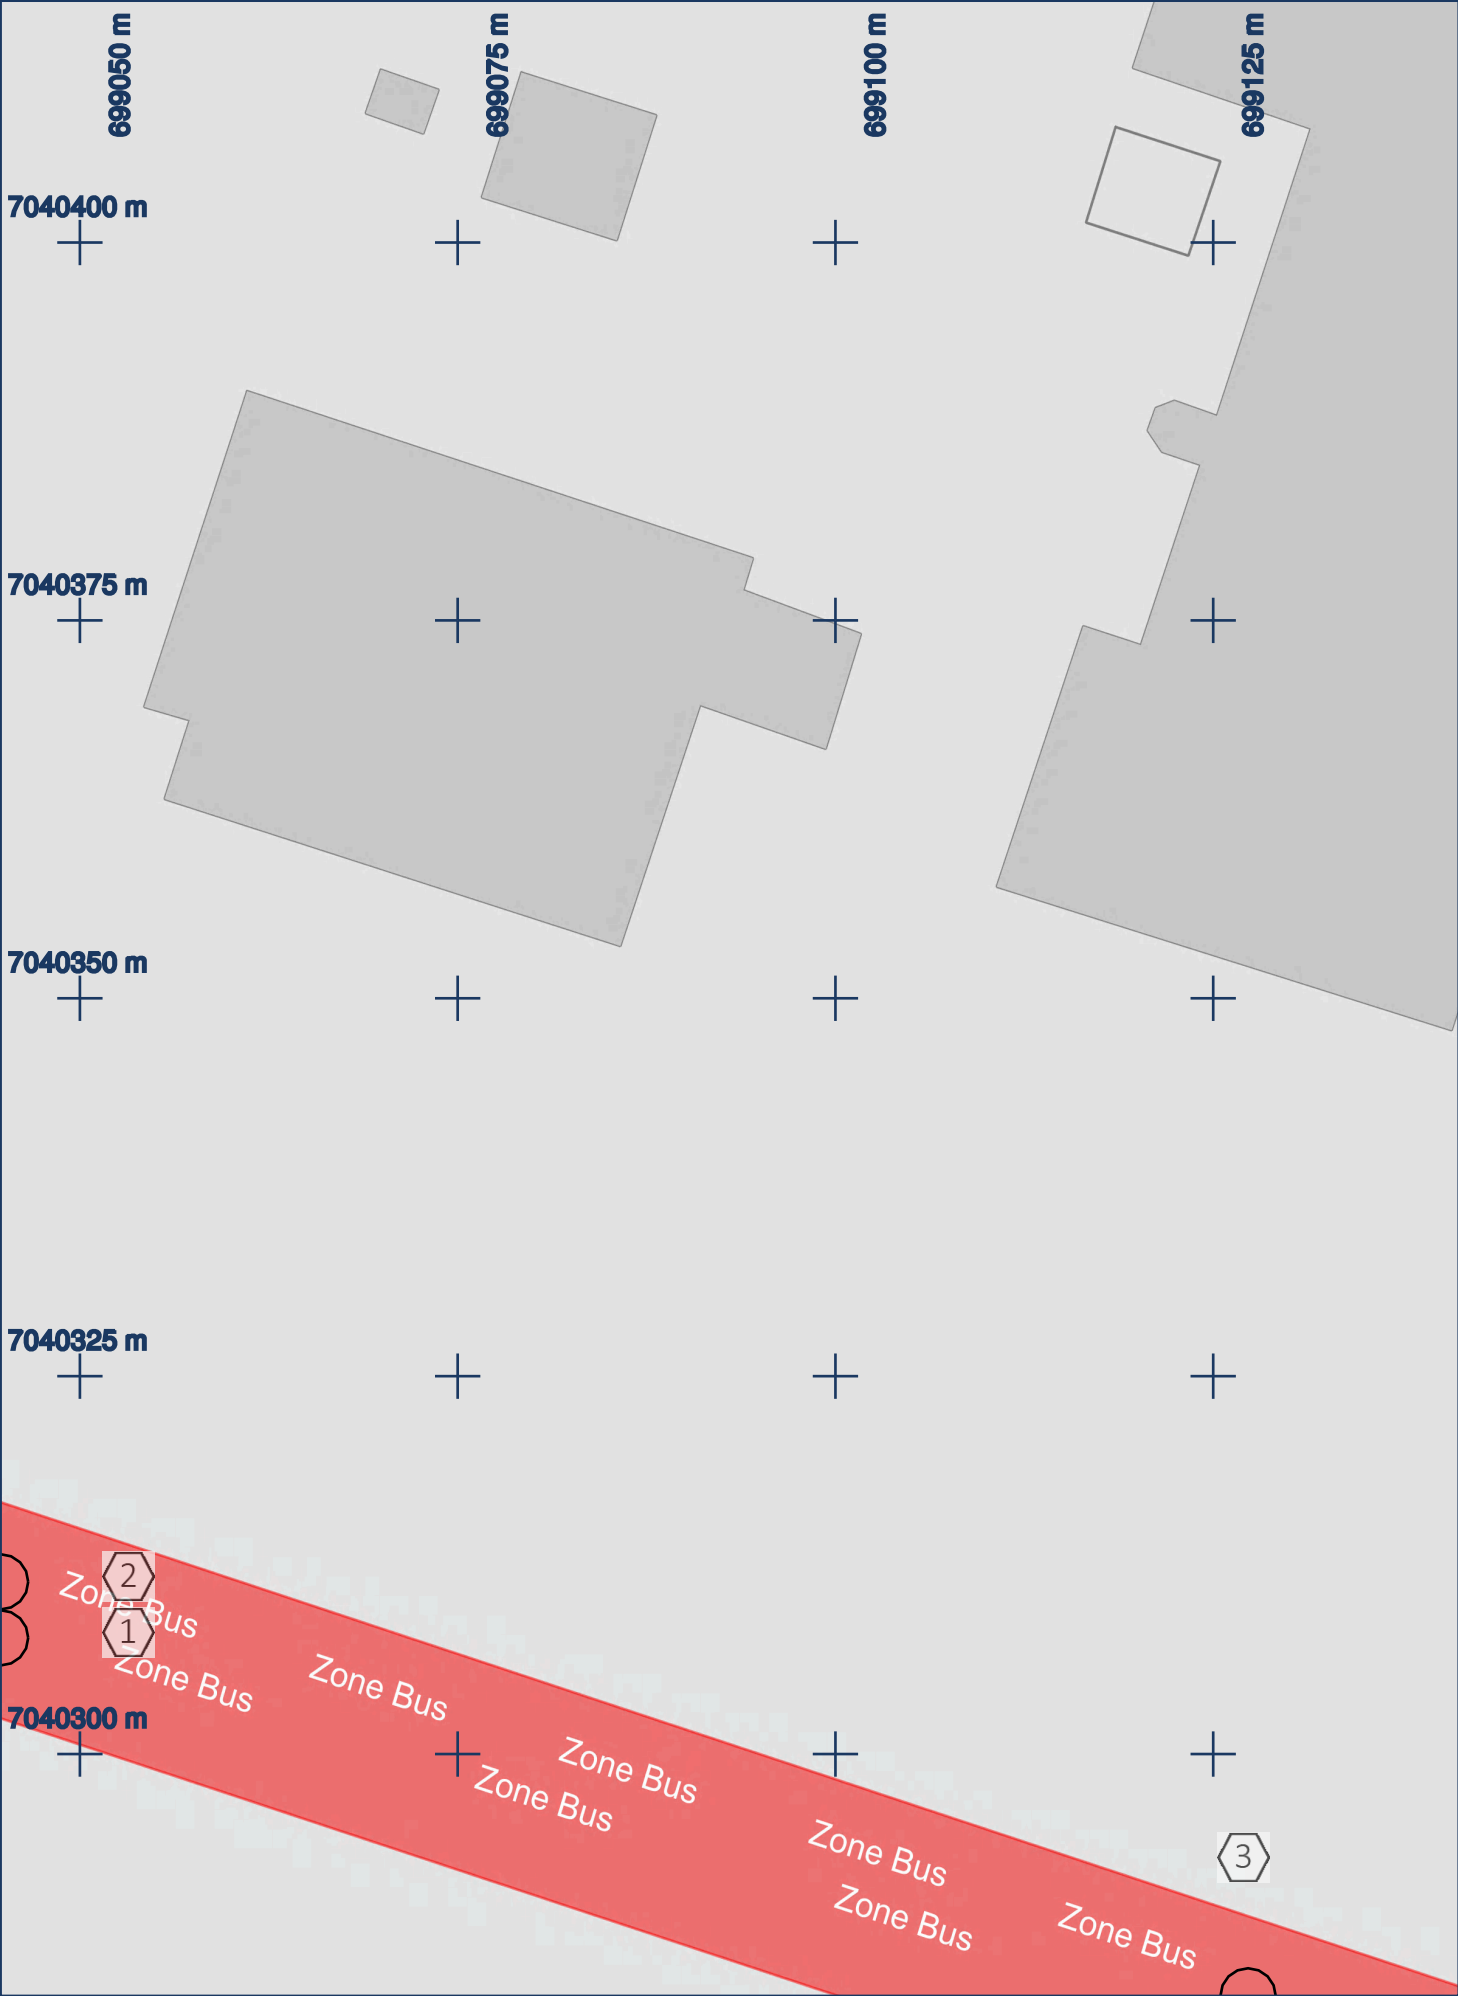 699050 m
699075 m
699100 m
699125 m
7040400 m
7040375 m
7040350 m
7040325 m
2
Zone Bus
1
Zone Bus
Zone Bus
7040300 m
Zone Bus
Zone Bus
Zone Bus
3
Zone Bus
Zone Bus